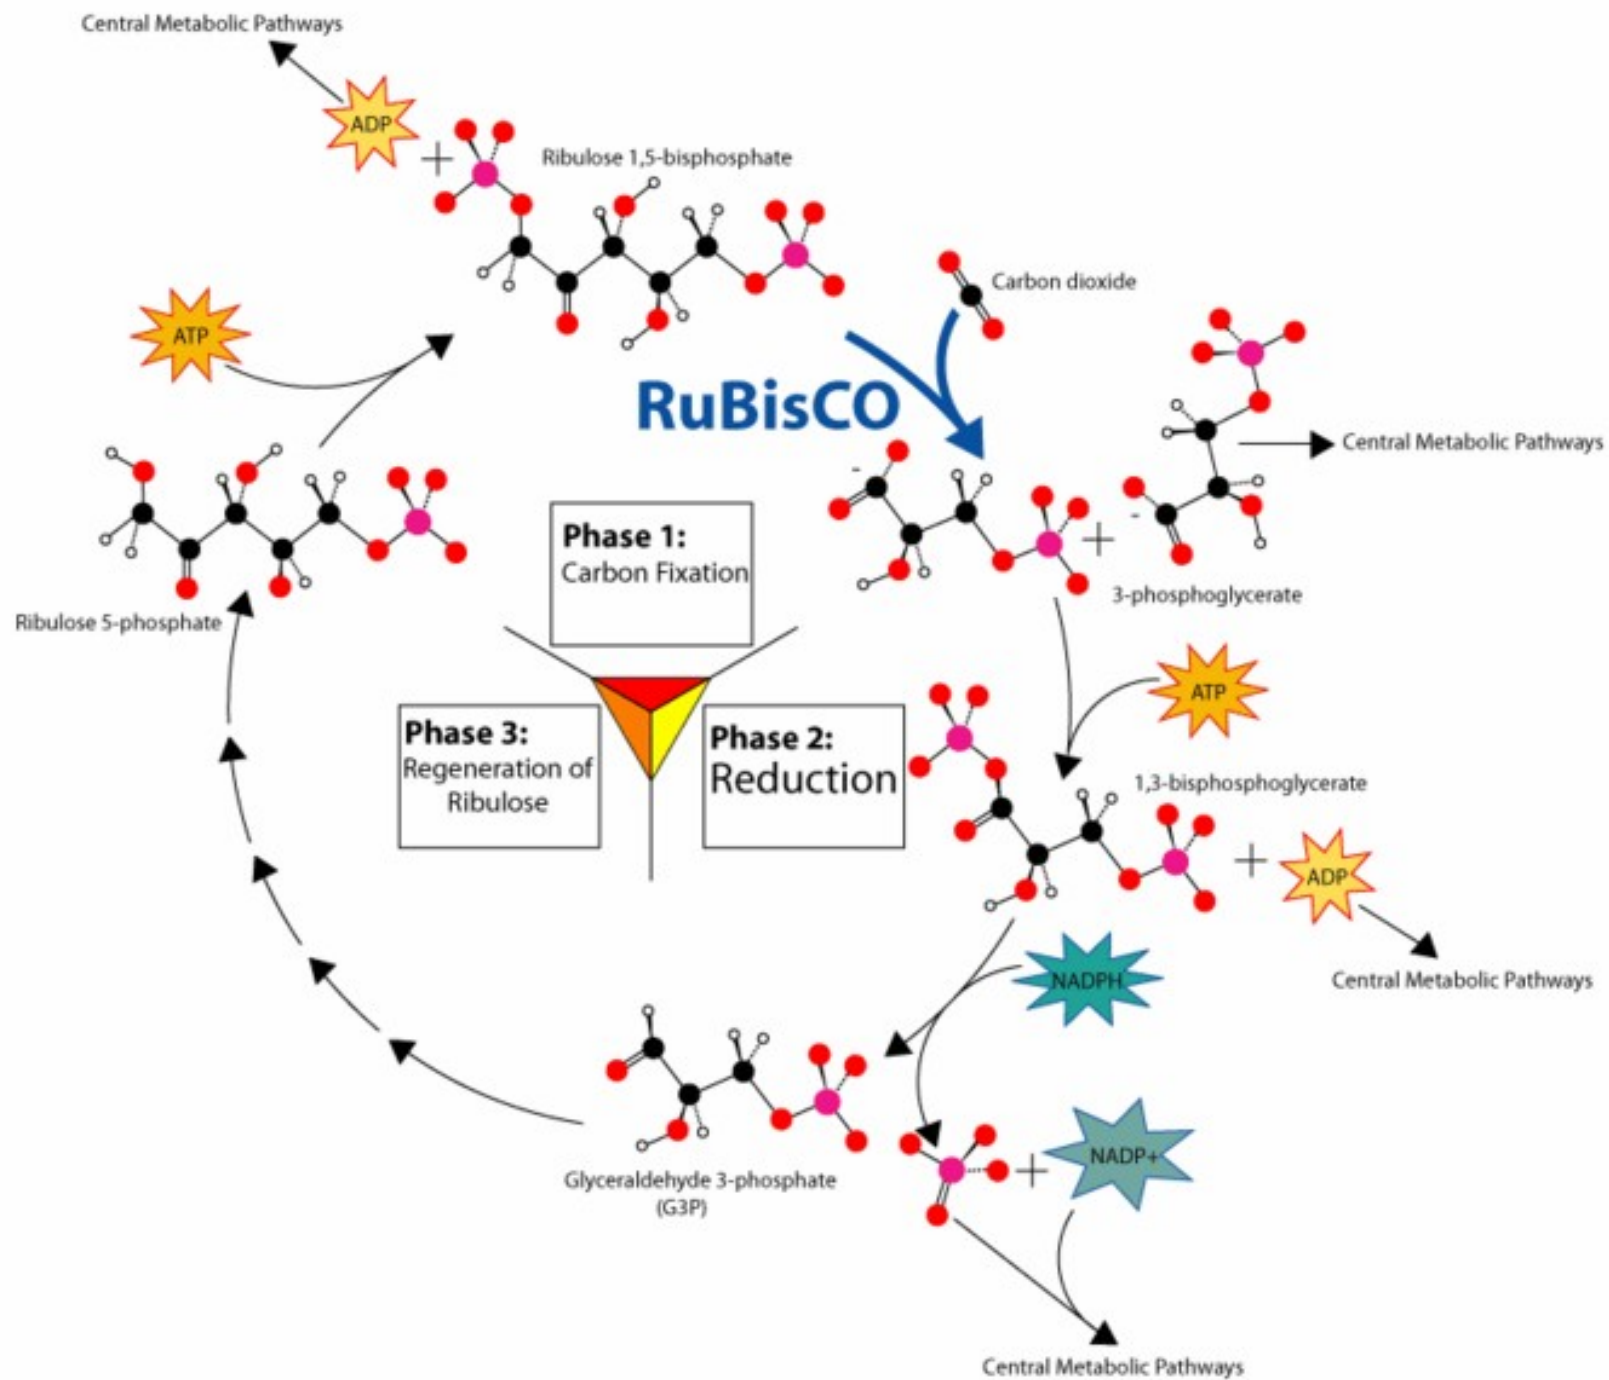 Central Metabolic Pathways
ADP
+
Ribulose 1,5-bisphosphate
Carbon dioxide
ATP
RuBisCO
Central Metabolic Pathways
-
+
-
3-phosphoglycerate
Ribulose 5-phosphate
Phase 1:
Carbon Fixation
Phase 3:
Regeneration of
Ribulose
Phase 2:
Reduction
ATP
1,3-bisphosphoglycerate
+
ADP
Central Metabolic Pathways
NADPH
Glyceraldehyde 3-phosphate
(G3P)
+
NADP+
Central Metabolic Pathways